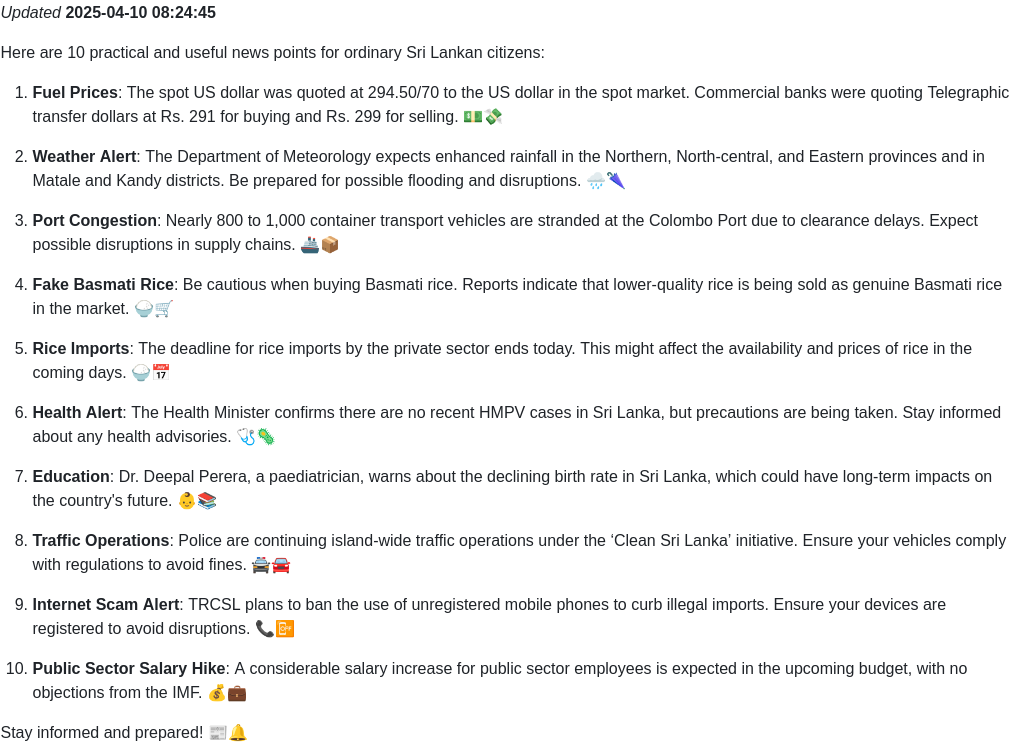 Updated 2025-04-10 08:24:45
Here are 10 practical and useful news points for ordinary Sri Lankan citizens:
1. Fuel Prices: The spot US dollar was quoted at 294.50/70 to the US dollar in the spot market. Commercial banks were quoting Telegraphic
transfer dollars at Rs. 291 for buying and Rs. 299 for selling. 💵💸
2. Weather Alert: The Department of Meteorology expects enhanced rainfall in the Northern, North-central, and Eastern provinces and in
Matale and Kandy districts. Be prepared for possible flooding and disruptions. 🌧️🌂
3. Port Congestion: Nearly 800 to 1,000 container transport vehicles are stranded at the Colombo Port due to clearance delays. Expect
possible disruptions in supply chains. 🚢📦
4. Fake Basmati Rice: Be cautious when buying Basmati rice. Reports indicate that lower-quality rice is being sold as genuine Basmati rice
in the market. 🍚🛒
5. Rice Imports: The deadline for rice imports by the private sector ends today. This might affect the availability and prices of rice in the
coming days. 🍚📅
6. Health Alert: The Health Minister confirms there are no recent HMPV cases in Sri Lanka, but precautions are being taken. Stay informed
about any health advisories. 🩺🦠
7. Education: Dr. Deepal Perera, a paediatrician, warns about the declining birth rate in Sri Lanka, which could have long-term impacts on
the country's future. 👶📚
8. Traffic Operations: Police are continuing island-wide traffic operations under the ‘Clean Sri Lanka’ initiative. Ensure your vehicles comply
with regulations to avoid fines. 🚔🚘
9. Internet Scam Alert: TRCSL plans to ban the use of unregistered mobile phones to curb illegal imports. Ensure your devices are
registered to avoid disruptions. 📞📴
10. Public Sector Salary Hike: A considerable salary increase for public sector employees is expected in the upcoming budget, with no
objections from the IMF. 💰💼
Stay informed and prepared! 📰🔔